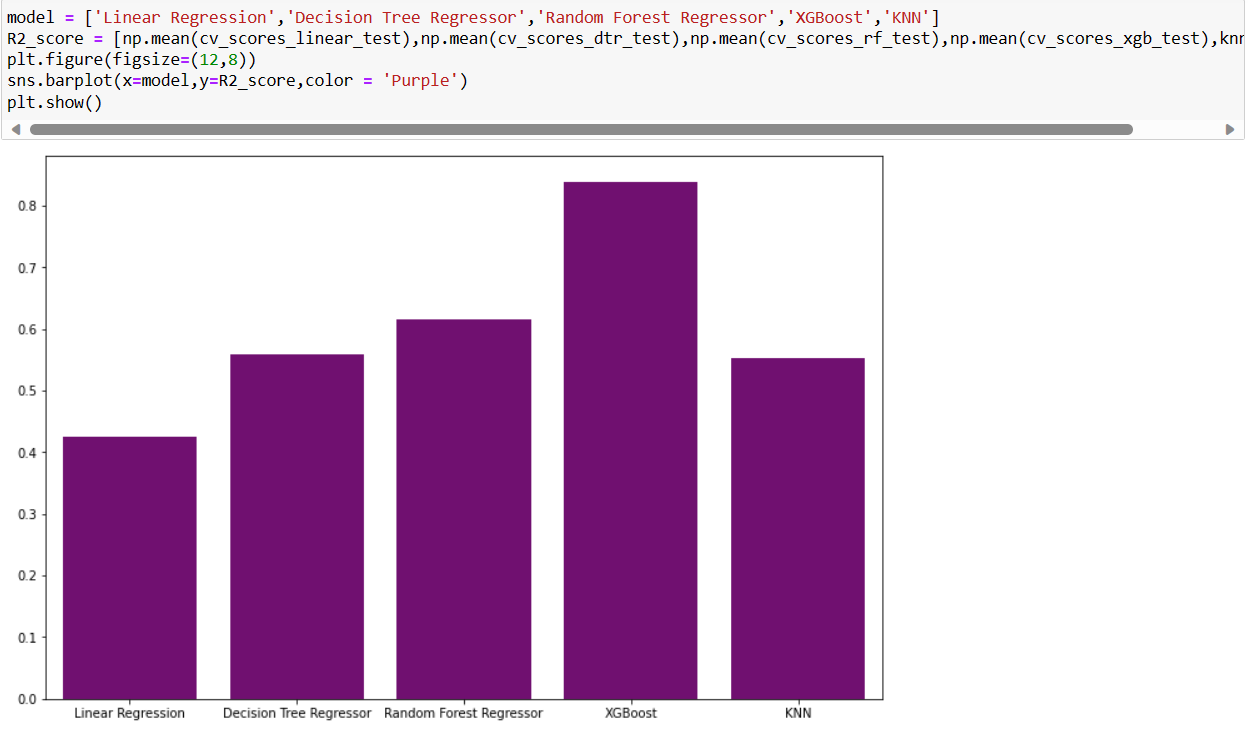 model = ['Linear Regression','Decision Tree Regressor','Random Forest Regressor','XGBoost','KNN']
R2_score = [np.mean(cv_scores_linear_test),np.mean(cv_scores_dtr_test),np.mean(cv_scores_rf_test),np.mean(cv_scores_xgb_test),knn
plt.figure(figsize=(12,8))
sns.barplot(x=model,y=R2_score,color = 'Purple')
plt.show()
0.8
0.7
0.6
0.5
0.4
0.3
0.2
0.1
0.0
Linear Regression Decision Tree Regressor Random Forest Regressor XGBoost KNN